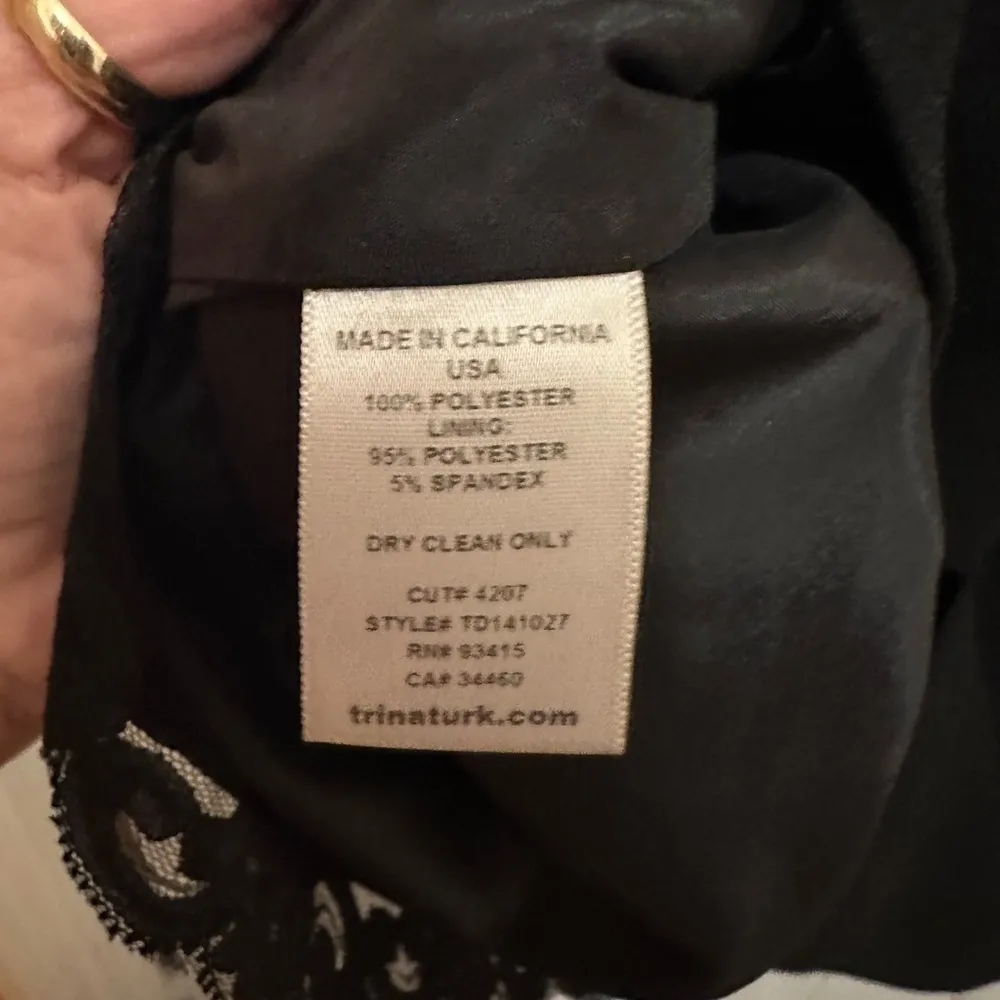 MADE IN CALIFORNIA
USA
100% POLYESTER
LINING:
95% POLYESTER
5% SPANDEX
DRY CLEAN ONLY
CUT# 4207
STYLE# TD141027
RN# 93415
CA# 34460
trinaturk.com